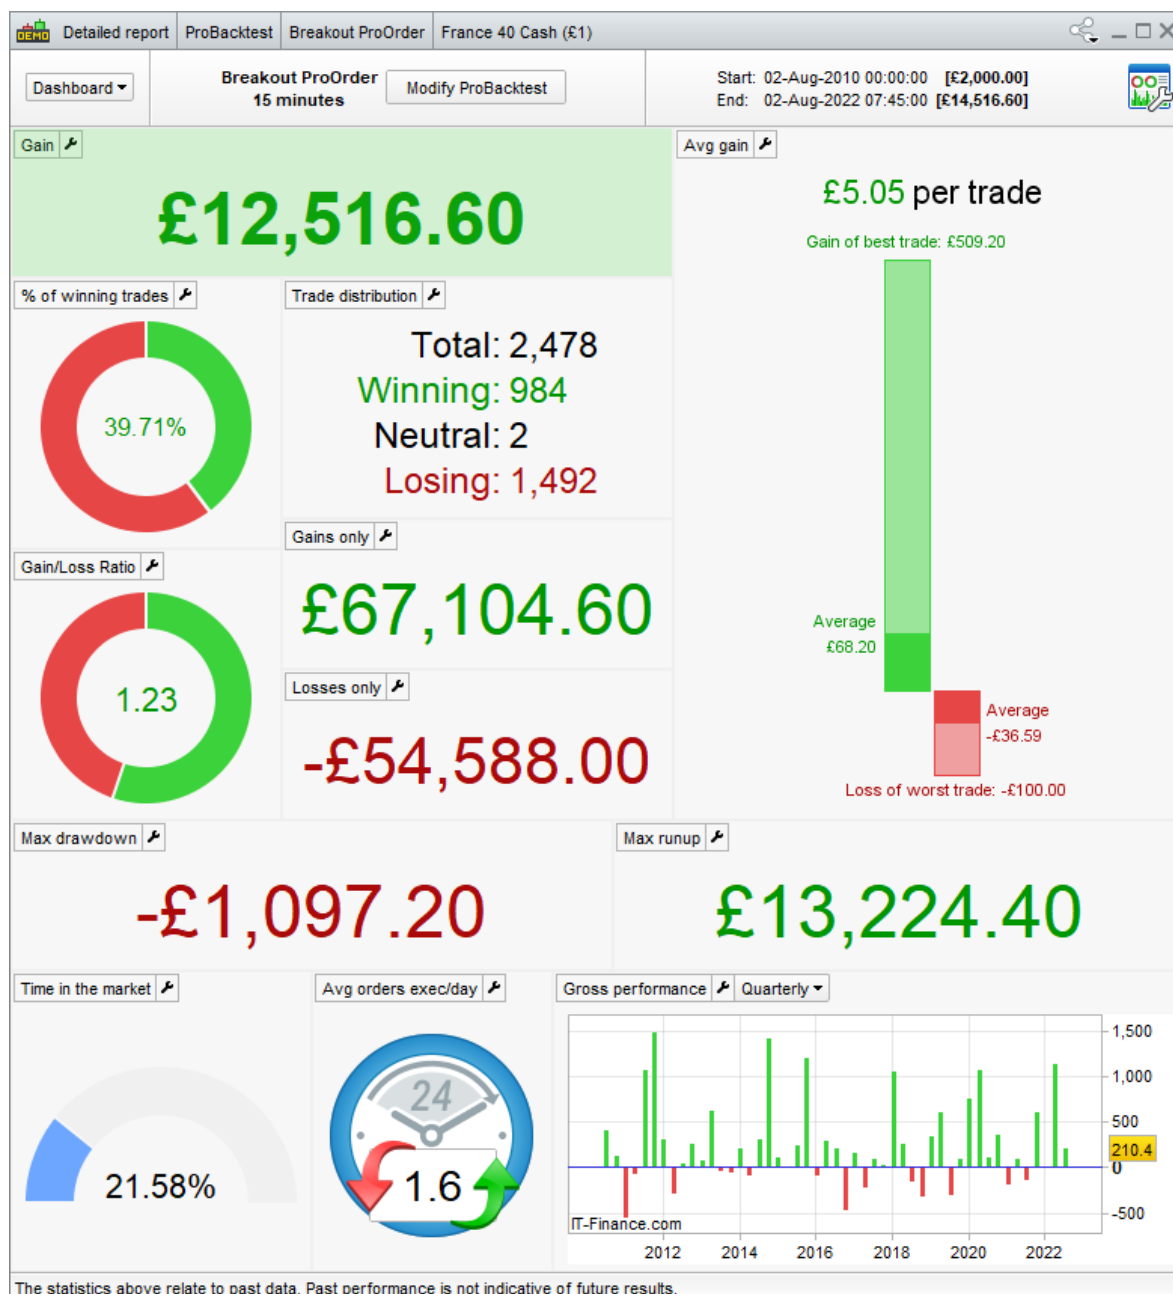 DEMO Detailed report ProBacktest Breakout ProOrder France 40 Cash (£1)
Dashboard
Breakout ProOrder
15 minutes
Modify ProBacktest
Start: 02-Aug-2010 00:00:00 [£2,000.00]
End: 02-Aug-2022 07:45:00 [£14,516.60]
Gain
£12,516.60
Avg gain
£5.05 per trade
Gain of best trade: £509.20
Average
£68.20
Average
-£36.59
Loss of worst trade: -£100.00
% of winning trades
39.71%
Trade distribution
Total: 2,478
Winning: 984
Neutral: 2
Losing: 1,492
Gain/Loss Ratio
1.23
Gains only
£67,104.60
Losses only
-£54,588.00
Max drawdown
-£1,097.20
Max runup
£13,224.40
Time in the market
21.58%
Avg orders exec/day
24
1.6
Gross performance Quarterly
1,500
1,000
500
210.4
0
-500
IT-Finance.com
2012 2014 2016 2018 2020 2022
The statistics above relate to past data. Past performance is not indicative of future results.